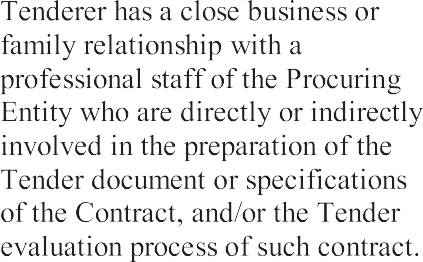 Tenderer has a close business or
family relationship with a
professional staff of the Procuring
Entity who are directly or indirectly
involved in the preparation of the
Tender document or specifications
of the Contract, and/or the Tender
evaluation process of such contract.